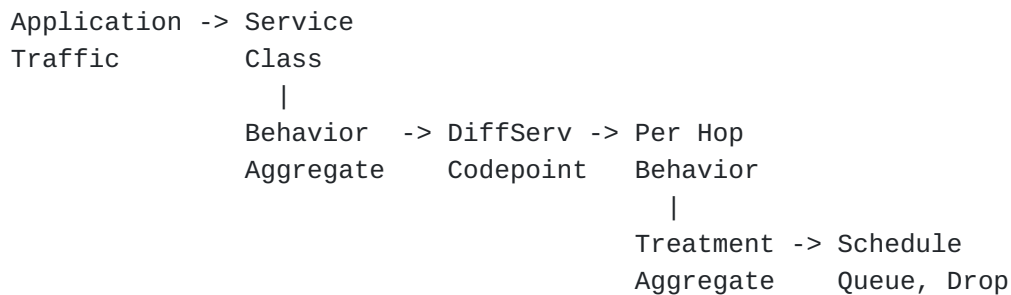 Application -> Service
Traffic        Class
                 |
               Behavior  -> DiffServ -> Per Hop
               Aggregate    Codepoint   Behavior
                                          |
                                        Treatment -> Schedule
                                        Aggregate    Queue, Drop